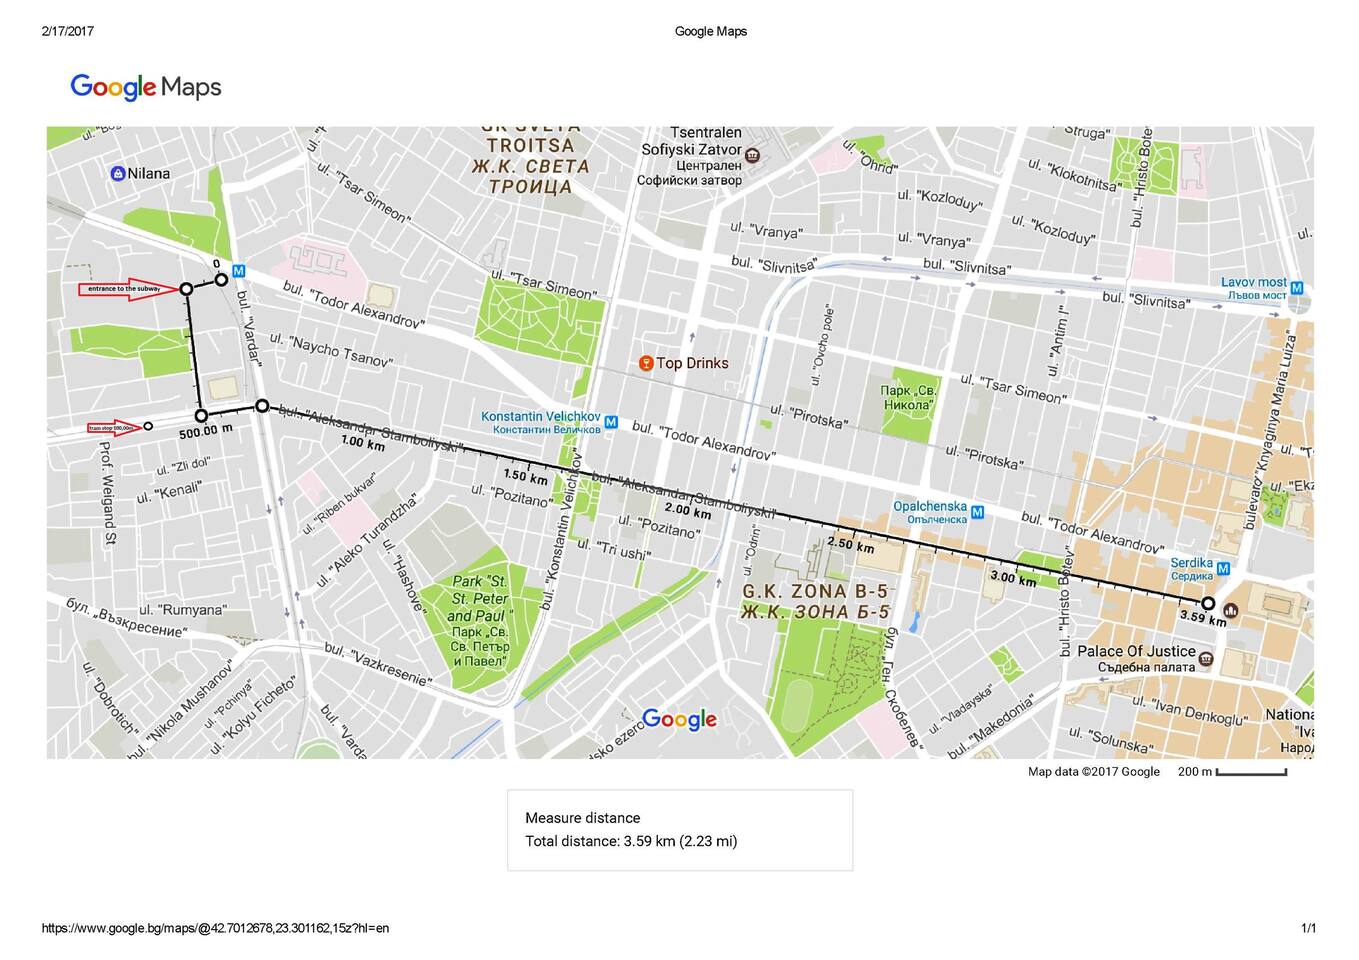 2/17/2017
Google Maps
Google Maps
GK SVETA
TROITSA
Ж.К. СВЕТА
ТРОИЦА
Tsentralen
Sofiyski Zatvor
Централен
Софийски затвор
ul. "Ohrid"
"Struga"
ul. "Klokotnitsa"
bul. "Hristo Botev
Nilana
ul. "Tsar Simeon"
ul. "Kozloduy"
ul. "Kozloduy"
ul. "Vranya"
ul. "Vranya"
ul.
bul. "Slivnitsa"
bul. "Slivnitsa"
bul. "Slivnitsa"
Lavov most
Лъвов мост
0
entrance to the subway
ul. "Tsar Simeon"
bul. "Todor Alexandrov"
bul. "Vardar"
ul. "Naycho Tsanov"
ul. "Ovcho pole"
ul. "Antim I"
bulevard "Knyaginya Maria Luiza"
Top Drinks
Парк „Св.
Никола"
ul. "Tsar Simeon"
Konstantin Velichkov
Константин Величков
ul. "Pirotska"
bul. "Todor Alexandrov"
ul. "Pirotska"
tram stop 100,00m
500.00 m
bul. "Aleksandar Stamboliyski"
1.00 km
1.50 km
bul. "Aleksandar Stamboliyski"
2.00 km
Prof. Weigand St
ul. "Zli dol"
ul. "Kenali"
ul. "Riben bukvar"
ul. "Aleko Turandzha"
ul. "Hashove"
ul. "Pozitano"
ul. "Pozitano"
bul. "Konstantin Velichkov"
ul. "Tri ushi"
ul. "Odrin"
Opalchenska
Опълченска
bul. "Todor Alexandrov"
ul. "Ekz
ul. "T
2.50 km
3.00 km
Serdika
Сердика
3.59 km
G.K. ZONA B-5
Ж.К. ЗОНА Б-5
Park "St.
St. Peter
and Paul"
Парк „Св.
Св. Петър
и Павел"
бул. „Възкресение"
ul. "Rumyana"
bul. "Vazkresenie"
ul. "Dobrotich"
bul. "Nikola Mushanov"
ul. "Pchinya"
ul. "Kolyu Ficheto"
bul. "Varda
бул. „Ген. Скобелев"
bul. "Hristo Botev"
Palace Of Justice
Съдебна палата
ul. "Vladayska"
bul. "Makedonia"
ul. "Ivan Denkoglu"
ul. "Solunska"
Nationa
"Iva
Наро
dsko ezero
Google
Map data ©2017 Google 200 m
Measure distance
Total distance: 3.59 km (2.23 mi)
https://www.google.bg/maps/@42.7012678,23.301162,15z?hl=en
1/1